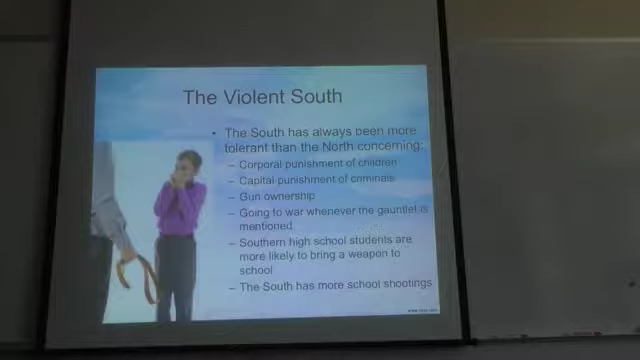 The Violent South
• The South has always been more
tolerant than the North concerning:
– Corporal punishment of children
– Capital punishment of criminals
– Gun ownership
– Going to war whenever the gauntlet is
mentioned
– Southern high school students are
more likely to bring a weapon to
school
– The South has more school shootings